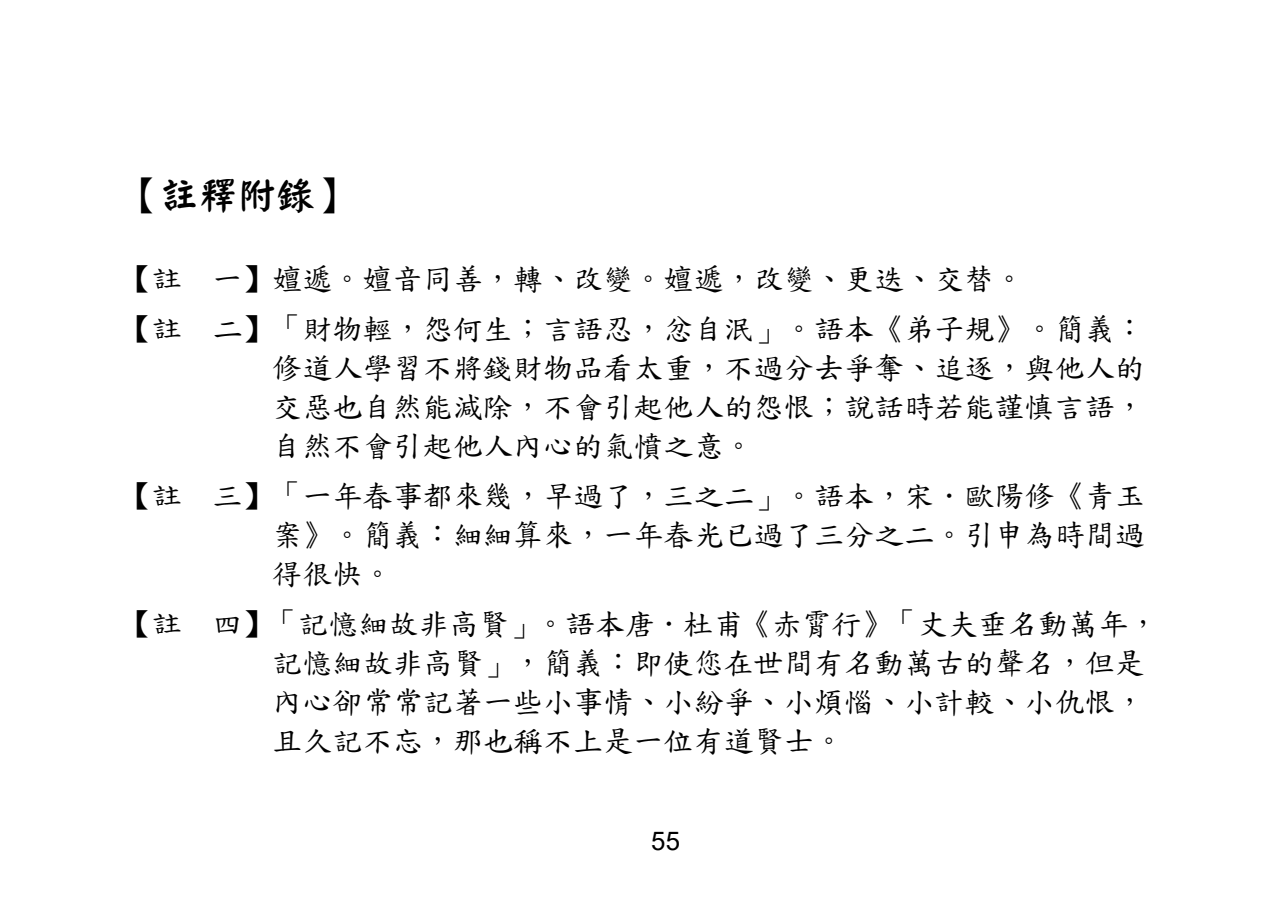 【註釋附錄】
【註　一】嬗遞。嬗音同善，轉、改變。嬗遞，改變、更迭、交替。
【註　二】「財物輕，怨何生；言語忍，忿自泯」。語本《弟子規》。簡義：
修道人學習不將錢財物品看太重，不過分去爭奪、追逐，與他人的
交惡也自然能減除，不會引起他人的怨恨；說話時若能謹慎言語，
自然不會引起他人內心的氣憤之意。
【註　三】「一年春事都來幾，早過了，三之二」。語本，宋．歐陽修《青玉
案》。簡義：細細算來，一年春光已過了三分之二。引申為時間過
得很快。
【註　四】「記憶細故非高賢」。語本唐．杜甫《赤霄行》「丈夫垂名動萬年，
記憶細故非高賢」，簡義：即使您在世間有名動萬古的聲名，但是
內心卻常常記著一些小事情、小紛爭、小煩惱、小計較、小仇恨，
且久記不忘，那也稱不上是一位有道賢士。
55